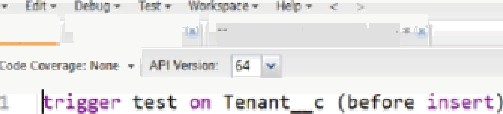 Edit Debug Test Workspace Help < >
Code Coverage: None API Version: 64
1 trigger test on Tenant__c (before insert)